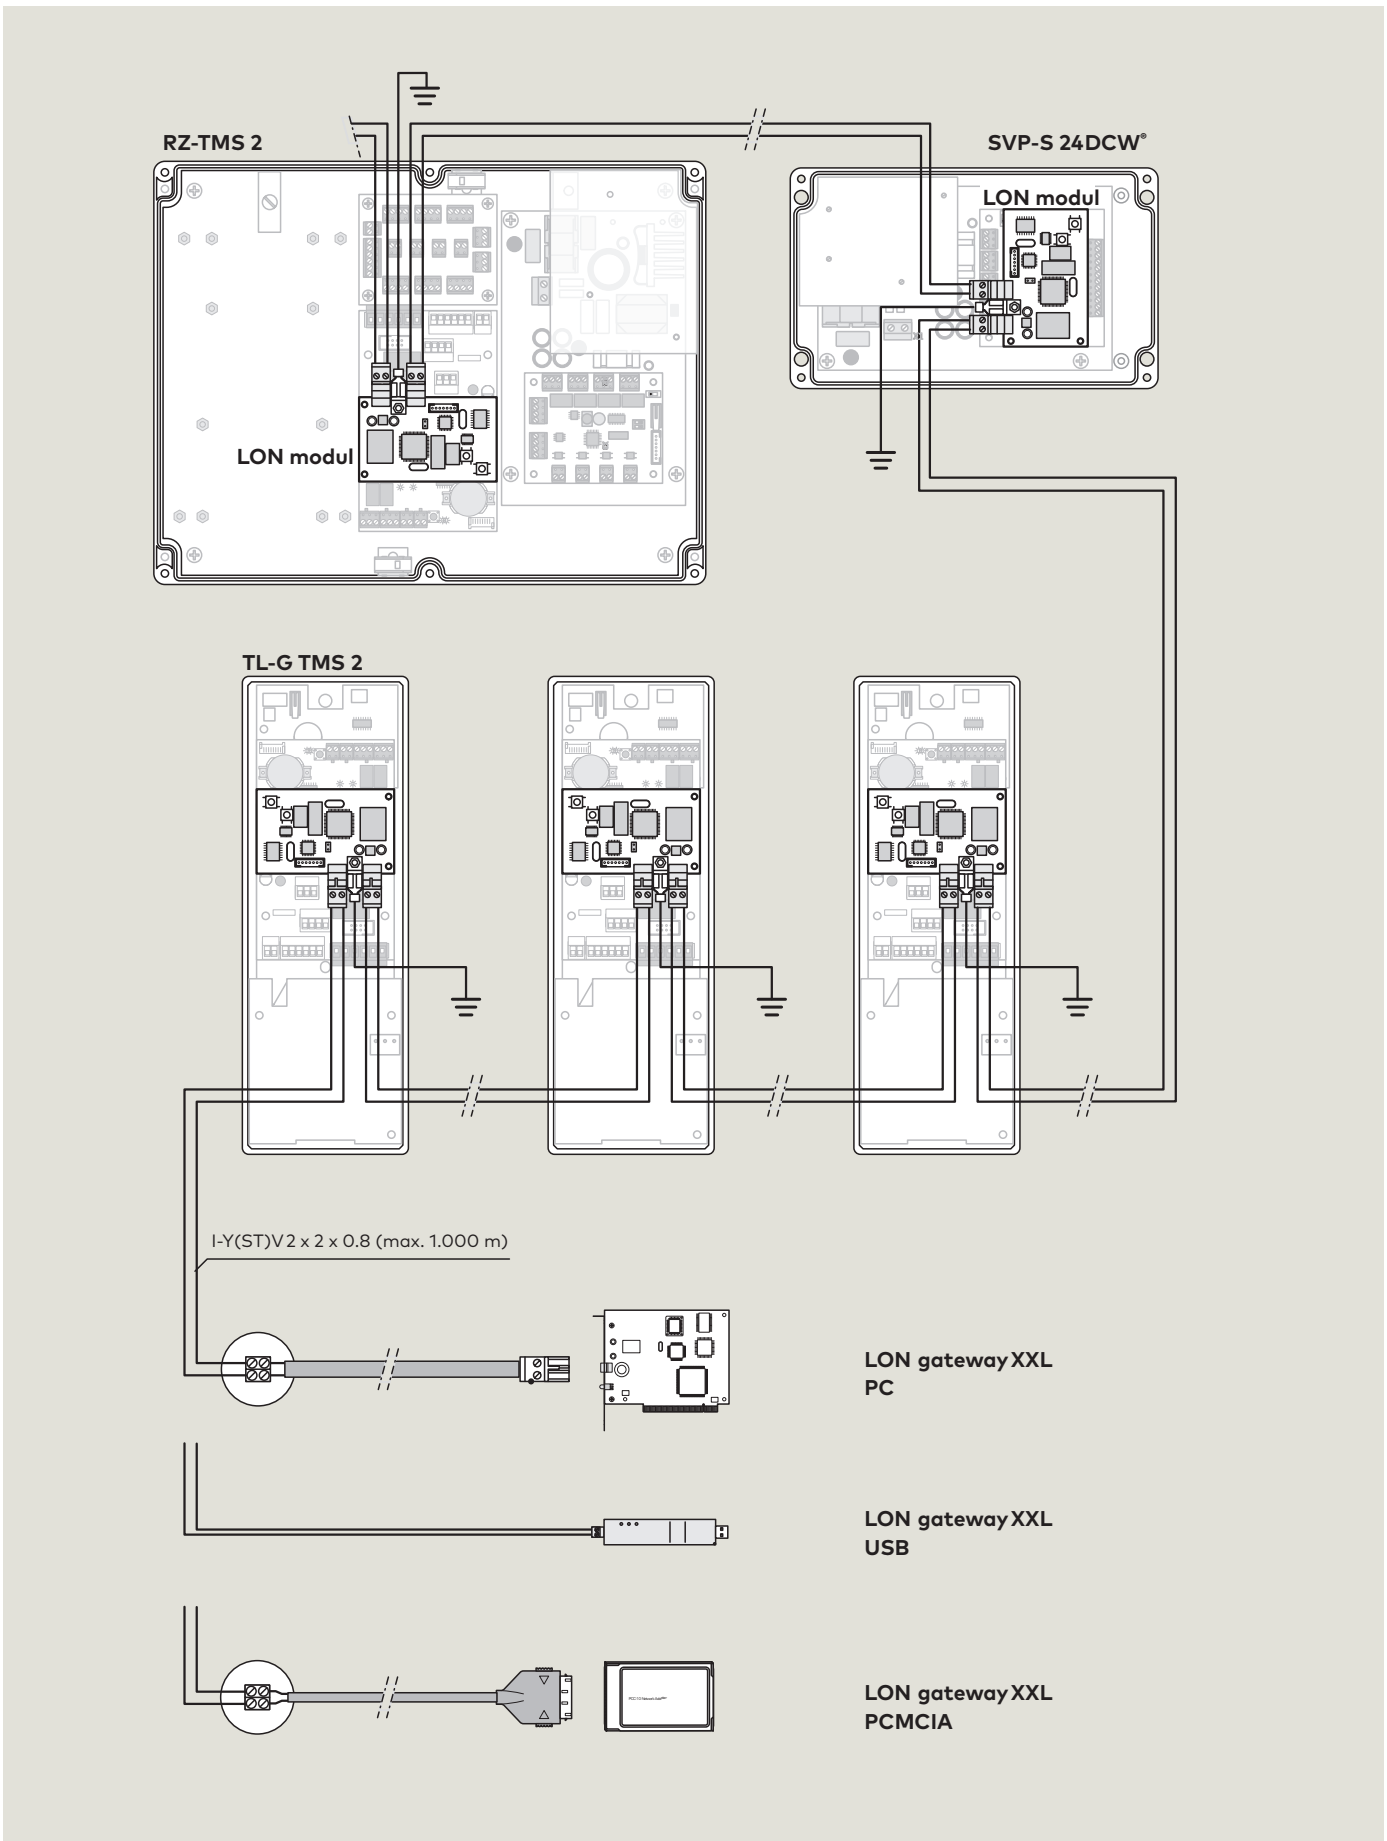 RZ-TMS 2
SVP-S 24DCW®
LON modul
LON modul
TL-G TMS 2
I-Y(ST)V 2 x 2 x 0.8 (max. 1.000 m)
LON gateway XXL
PC
LON gateway XXL
USB
LON gateway XXL
PCMCIA